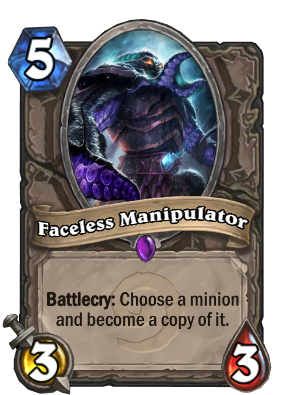 5
Faceless Manipulator
Battlecry: Choose a minion
and become a copy of it.
3
3